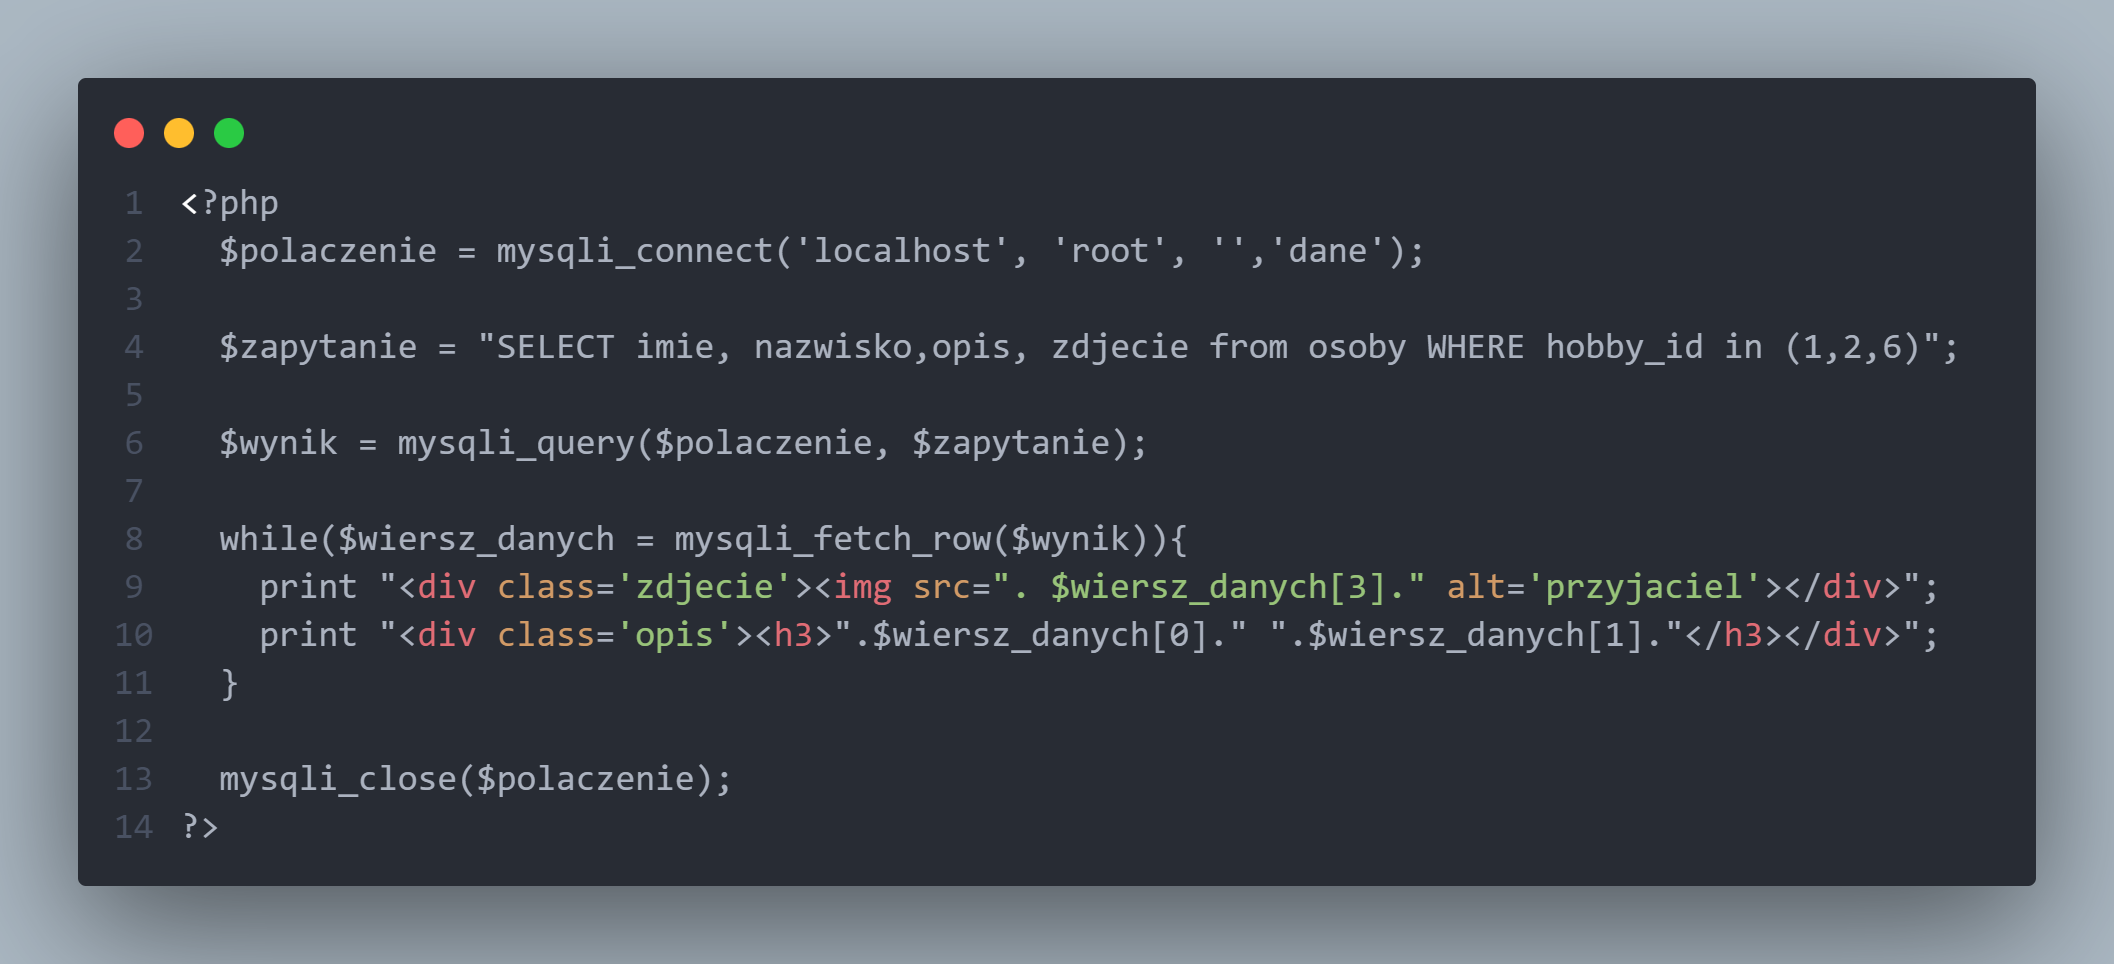 1 <?php
2 $polaczenie = mysqli_connect('localhost', 'root', '','dane');
3
4 $zapytanie = "SELECT imie, nazwisko,opis, zdjecie from osoby WHERE hobby_id in (1,2,6)";
5
6 $wynik = mysqli_query($polaczenie, $zapytanie);
7
8 while($wiersz_danych = mysqli_fetch_row($wynik)){
9 print "<div class='zdjecie'><img src=". $wiersz_danych[3]." alt='przyjaciel'></div>";
10 print "<div class='opis'><h3>".$wiersz_danych[0]." ".$wiersz_danych[1]."</h3></div>";
11 }
12
13 mysqli_close($polaczenie);
14 ?>